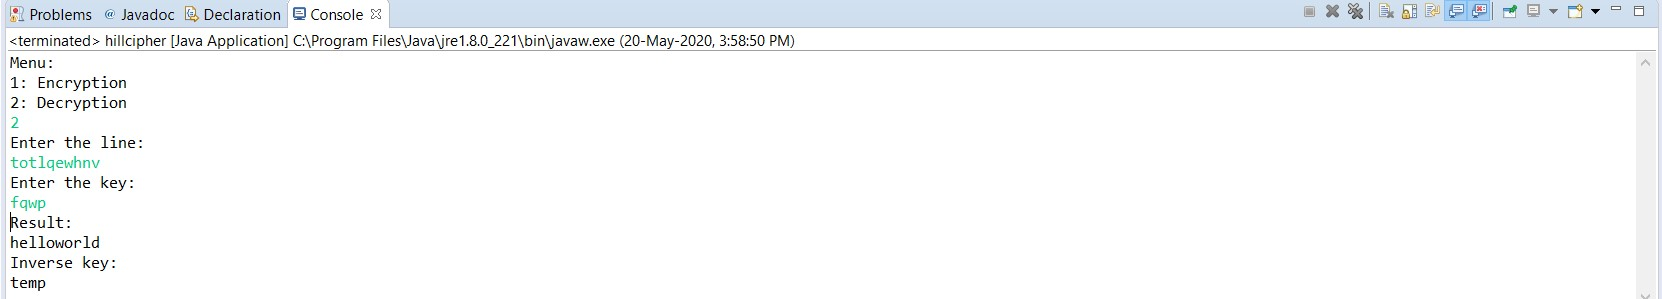 Problems @ Javadoc Declaration Console
<terminated> hillcipher [Java Application] C:\Program Files\Java\jre1.8.0_221\bin\javaw.exe (20-May-2020, 3:58:50 PM)
Menu:
1: Encryption
2: Decryption
2
Enter the line:
totlqewhnv
Enter the key:
fqwp
Result:
helloworld
Inverse key:
temp